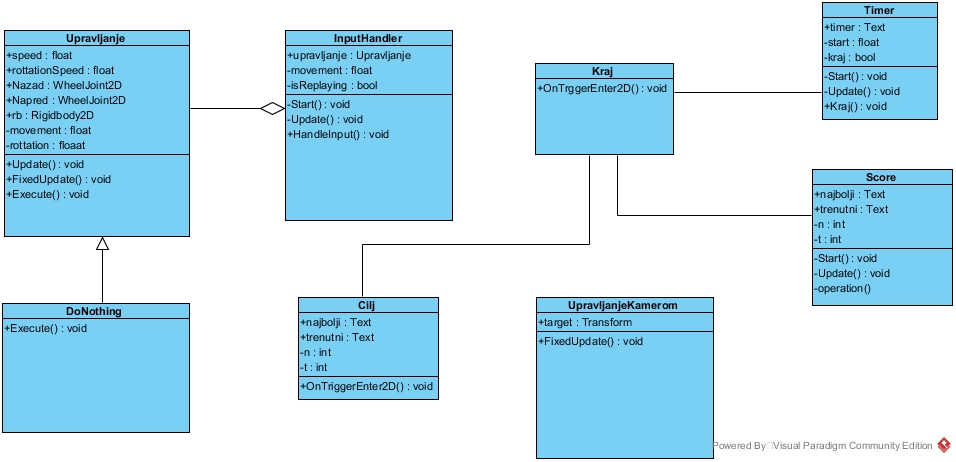 Upravljanje
+speed : float
+rottationSpeed : float
+Nazad : WheelJoint2D
+Napred : WheelJoint2D
+rb : Rigidbody2D
-movement : float
-rottation : floaat
+Update() : void
+FixedUpdate() : void
+Execute() : void
InputHandler
+upravljanje : Upravljanje
-movement : float
-isReplaying : bool
-Start() : void
-Update() : void
+HandleInput() : void
Kraj
+OnTrggerEnter2D() : void
Timer
+timer : Text
-start : float
-kraj : bool
-Start() : void
-Update() : void
+Kraj() : void
Score
+najbolji : Text
+trenutni : Text
-n : int
-t : int
-Start() : void
-Update() : void
-operation()
DoNothing
+Execute() : void
Cilj
+najbolji : Text
+trenutni : Text
-n : int
-t : int
+OnTriggerEnter2D() : void
UpravljanjeKamerom
+target : Transform
+FixedUpdate() : void
Powered By Visual Paradigm Community Edition